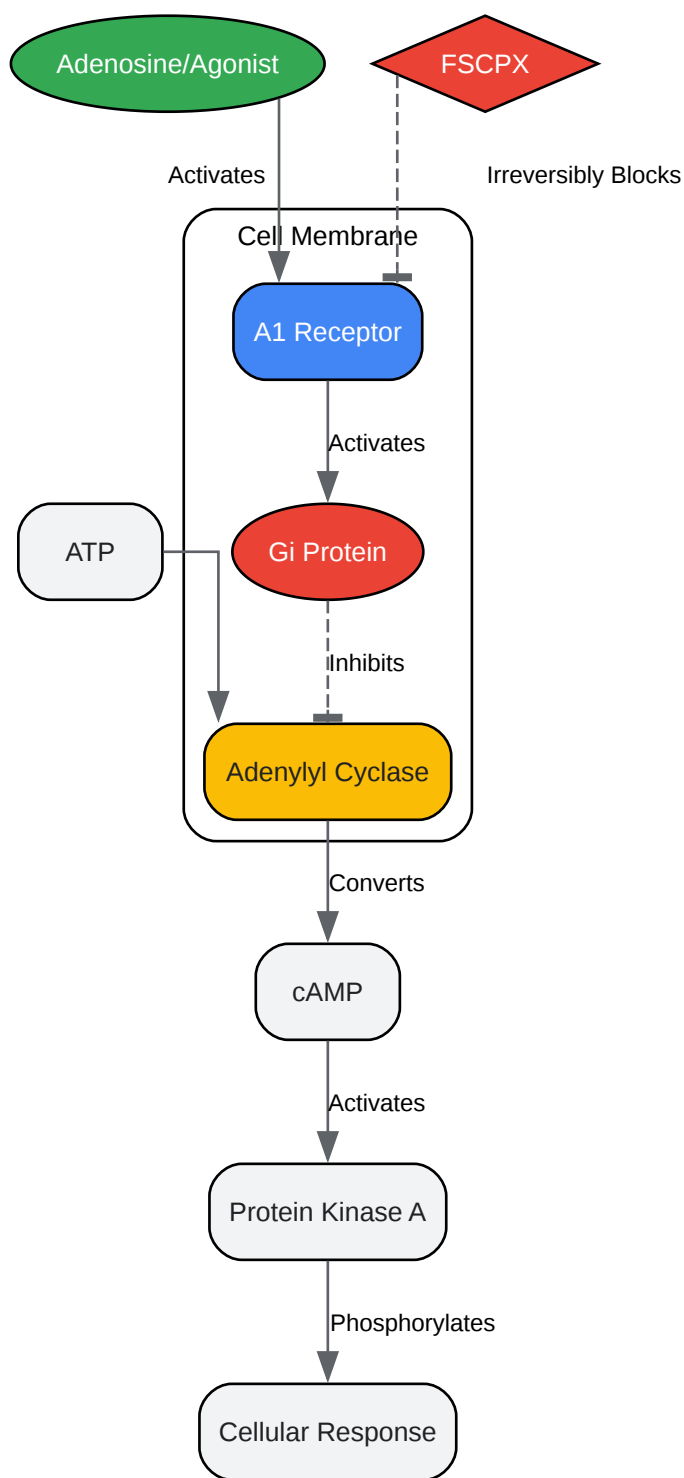 Adenosine/Agonist
FSCPX
Activates
Irreversibly Blocks
Cell Membrane
A1 Receptor
Activates
ATP
Gi Protein
Inhibits
Adenylyl Cyclase
Converts
cAMP
Activates
Protein Kinase A
Phosphorylates
Cellular Response